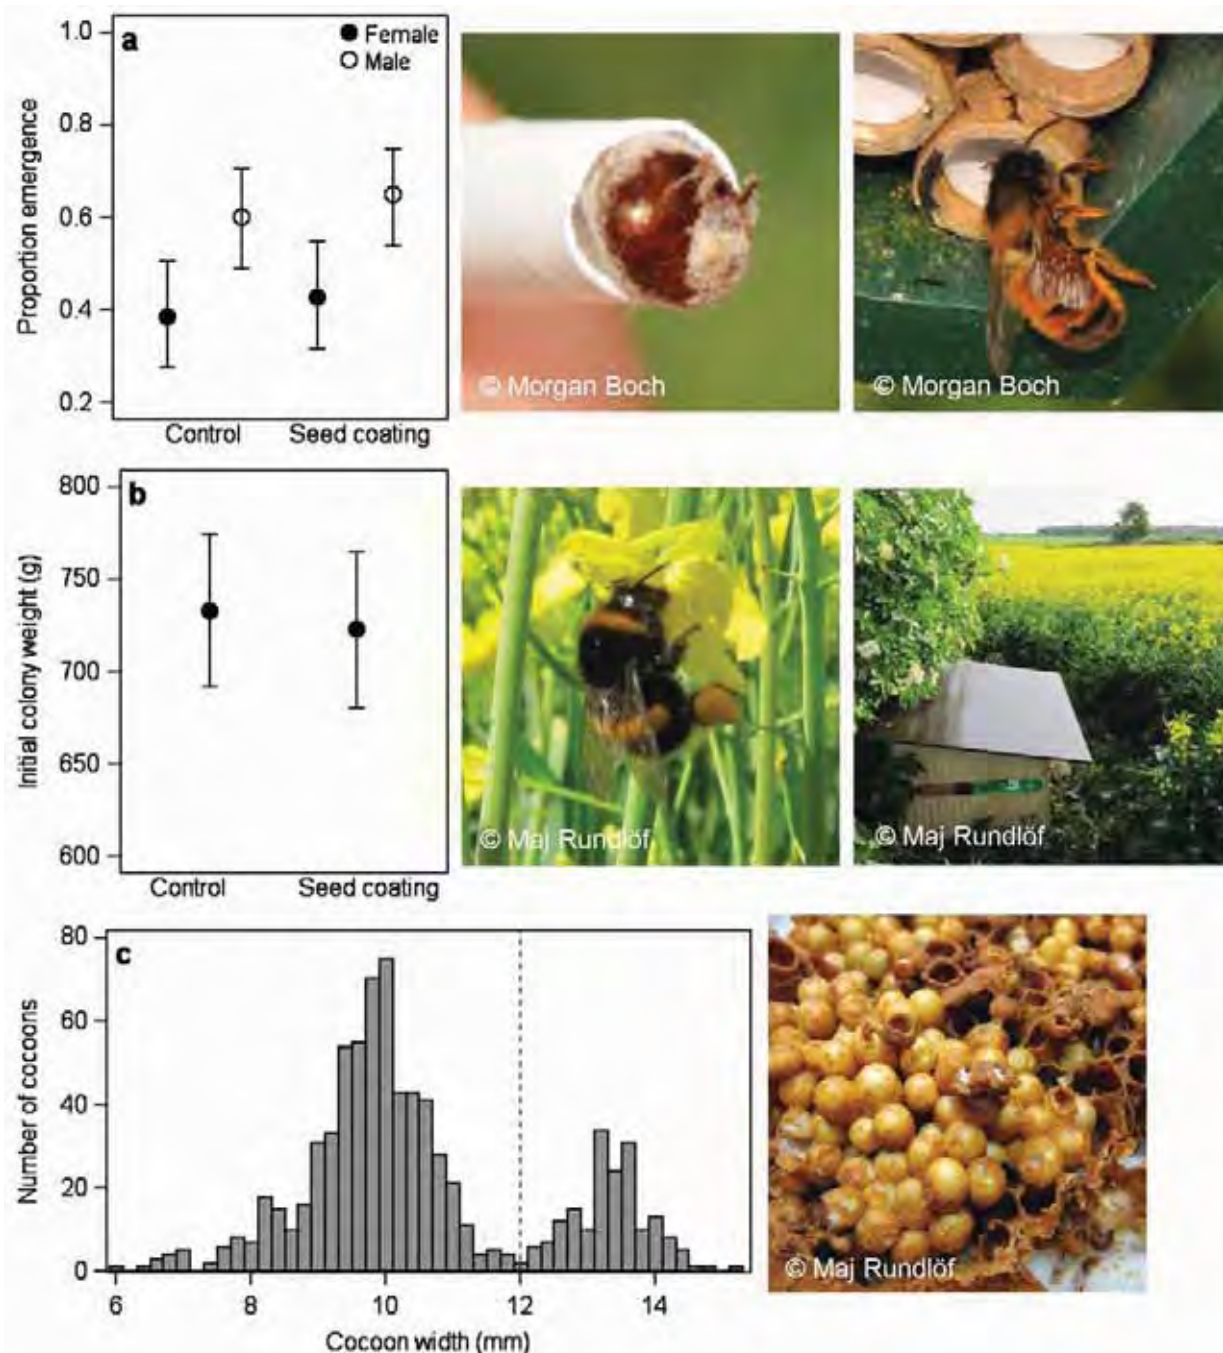 a
Female
Male
1.0
0.8
0.6
0.4
0.2
Proportion emergence
Control
Seed coating
© Morgan Boch
© Morgan Boch
b
800
750
700
650
600
Initial colony weight (g)
Control
Seed coating
© Maj Rundlöf
© Maj Rundlöf
c
80
60
40
20
0
Number of cocoons
6
8
10
12
14
Cocoon width (mm)
© Maj Rundlöf